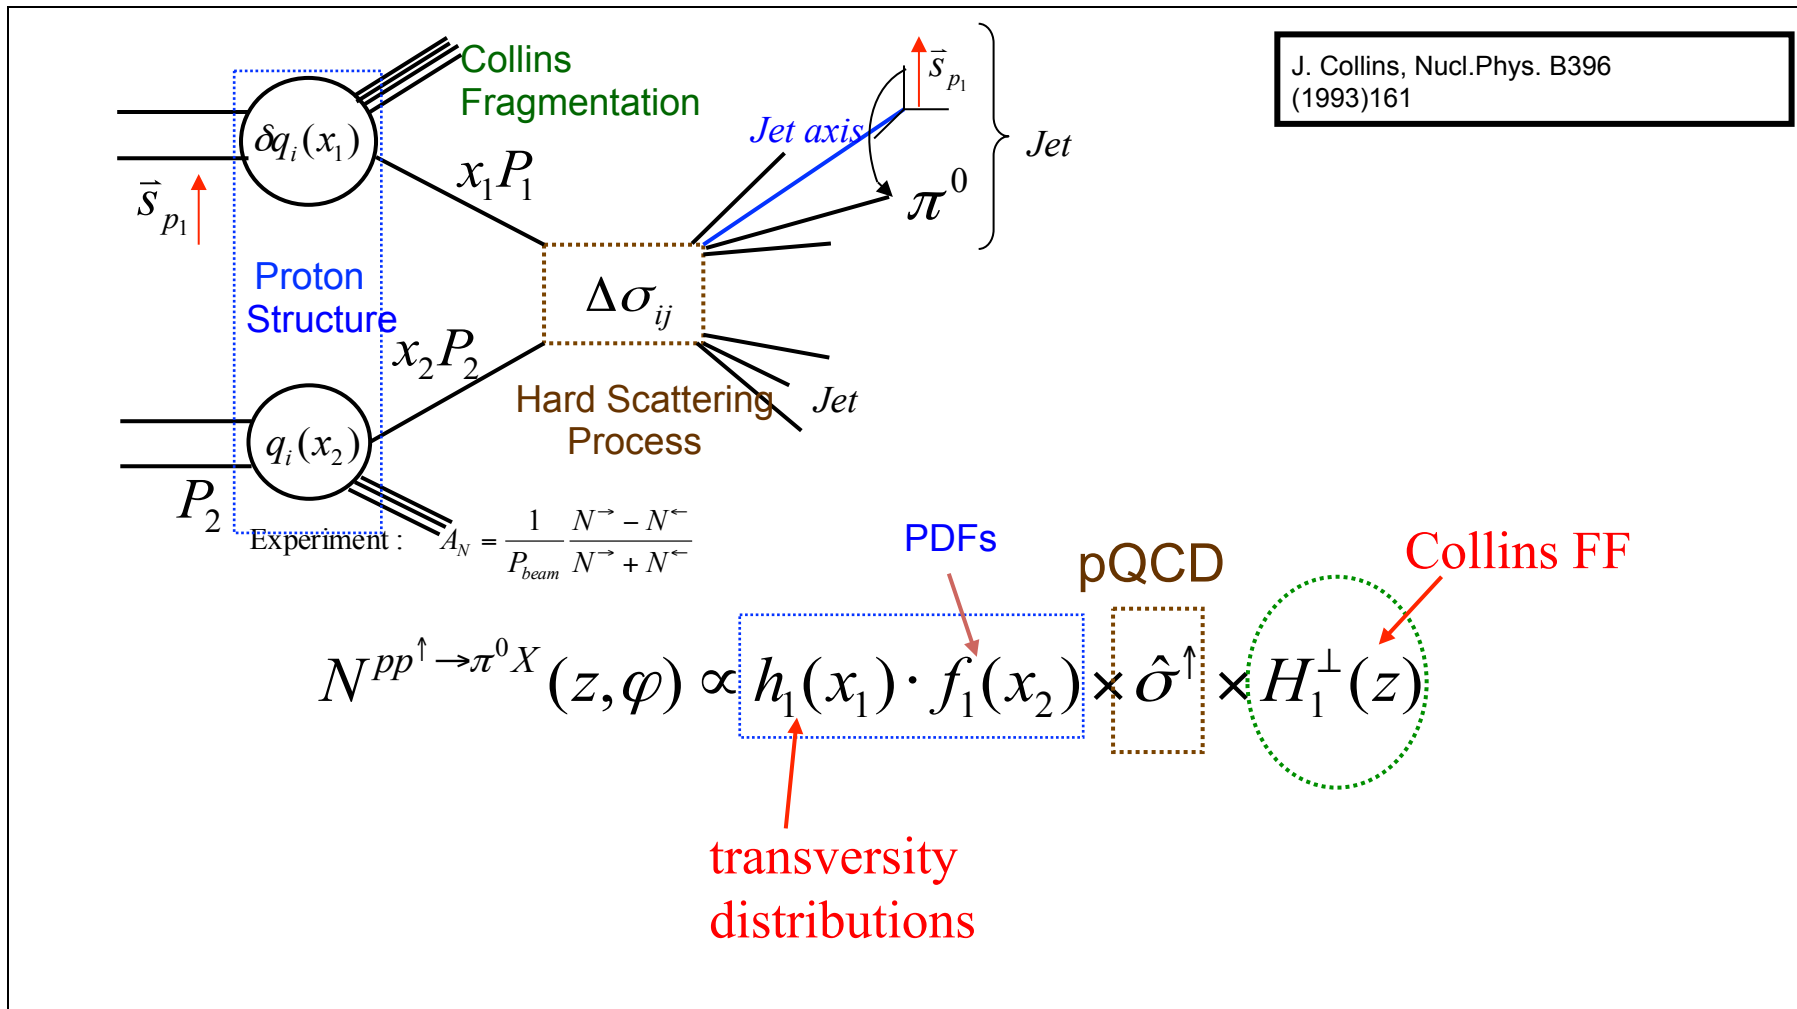 Collins
Fragmentation
J. Collins, Nucl.Phys. B396
(1993)161
s⃗_{p_1}
Jet axis
Jet
δq_i(x_1)
x_1P_1
s⃗_{p_1}
π^0
Proton
Structure
Δσ_{ij}
x_2P_2
Hard Scattering
Process
Jet
q_i(x_2)
P_2
Experiment : A_N = \frac{1}{P_{beam}} \frac{N^→ − N^←}{N^→ + N^←}
PDFs
pQCD
Collins FF
N^{pp^↑→π^0X}(z,φ) ∝ h_1(x_1) · f_1(x_2) × σ̂^↑ × H_1^⊥(z)
transversity
distributions